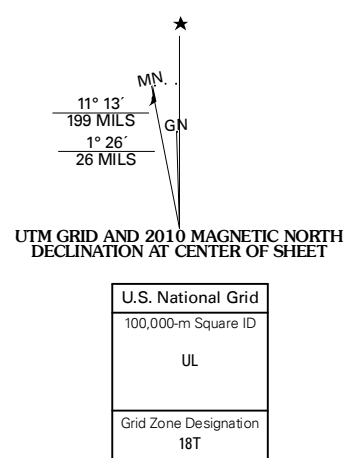 ★
MN
11° 13´
199 MILS
GN
1° 26´
26 MILS
UTM GRID AND 2010 MAGNETIC NORTH
DECLINATION AT CENTER OF SHEET
U.S. National Grid
100,000-m Square ID
UL
Grid Zone Designation
18T